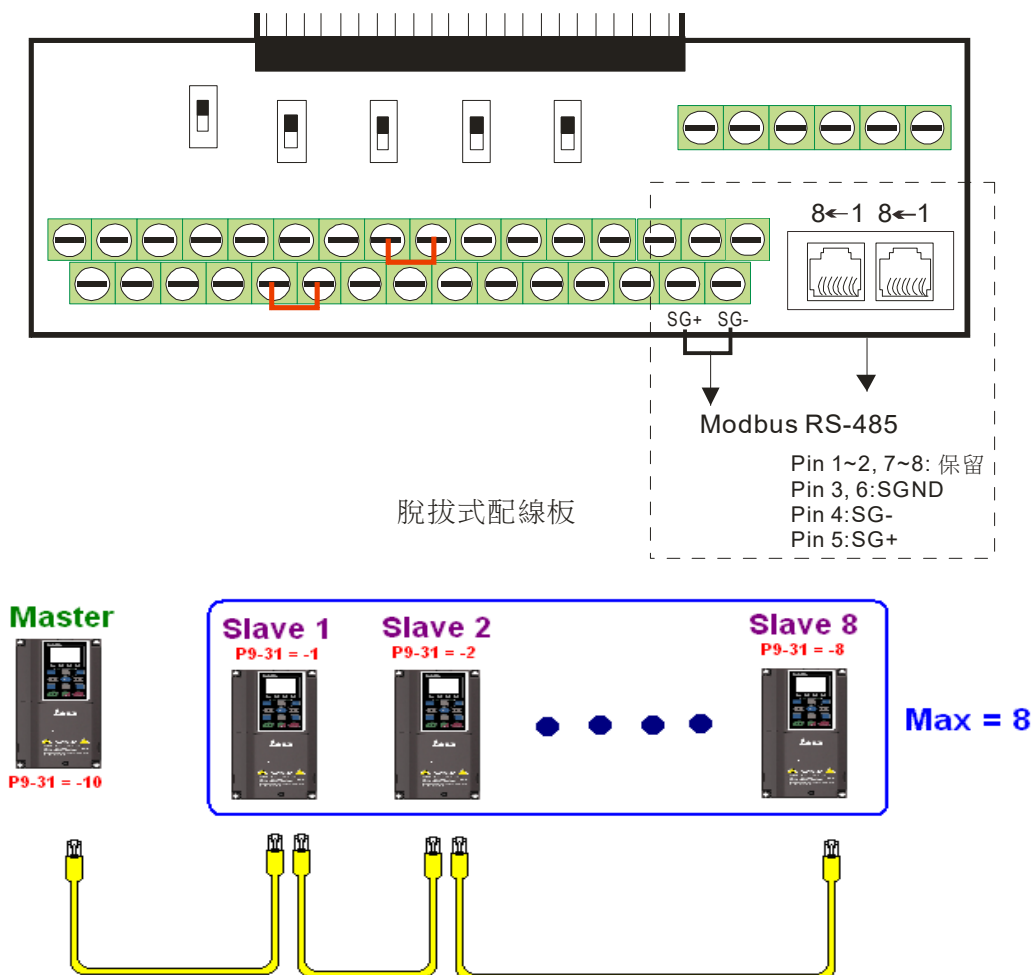 8←1 8←1
SG+ SG-
Modbus RS-485
Pin 1~2, 7~8: 保留
Pin 3, 6:SGND
Pin 4:SG-
Pin 5:SG+
脫拔式配線板
Master
P9-31 = -10
Slave 1
P9-31 = -1
Slave 2
P9-31 = -2
Slave 8
P9-31 = -8
Max = 8